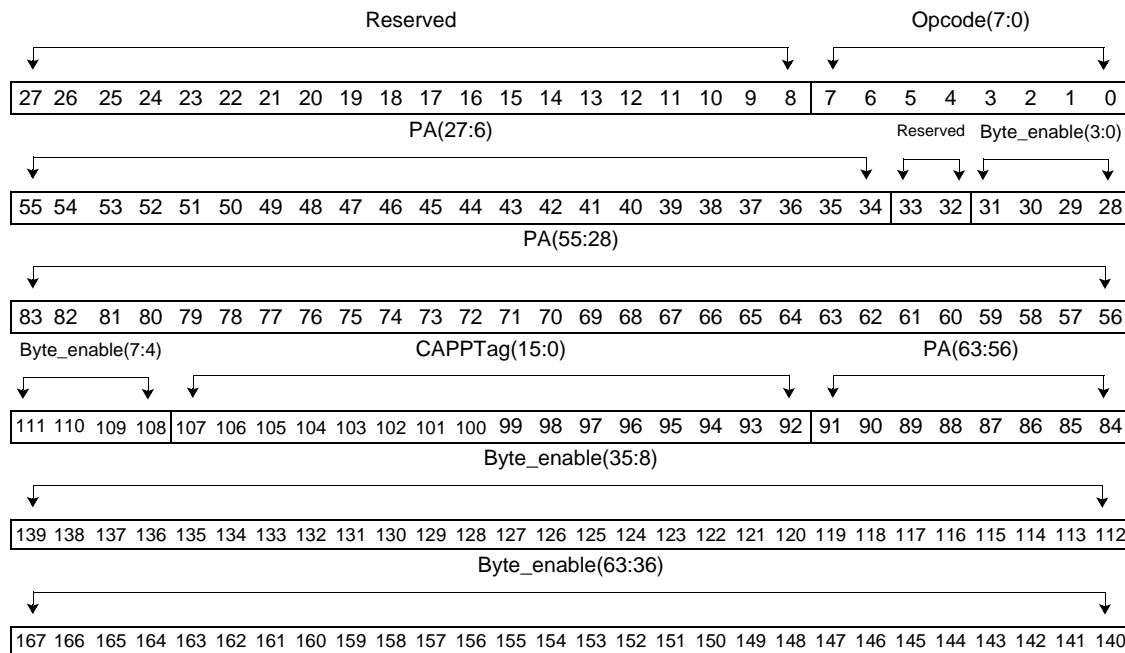 Reserved Opcode(7:0)
27 26 25 24 23 22 21 20 19 18 17 16 15 14 13 12 11 10 9 8 7 6 5 4 3 2 1 0
PA(27:6) Reserved Byte_enable(3:0)
55 54 53 52 51 50 49 48 47 46 45 44 43 42 41 40 39 38 37 36 35 34 33 32 31 30 29 28
PA(55:28)
83 82 81 80 79 78 77 76 75 74 73 72 71 70 69 68 67 66 65 64 63 62 61 60 59 58 57 56
Byte_enable(7:4) CAPPTag(15:0) PA(63:56)
111 110 109 108 107 106 105 104 103 102 101 100 99 98 97 96 95 94 93 92 91 90 89 88 87 86 85 84
Byte_enable(35:8)
139 138 137 136 135 134 133 132 131 130 129 128 127 126 125 124 123 122 121 120 119 118 117 116 115 114 113 112
Byte_enable(63:36)
167 166 165 164 163 162 161 160 159 158 157 156 155 154 153 152 151 150 149 148 147 146 145 144 143 142 141 140